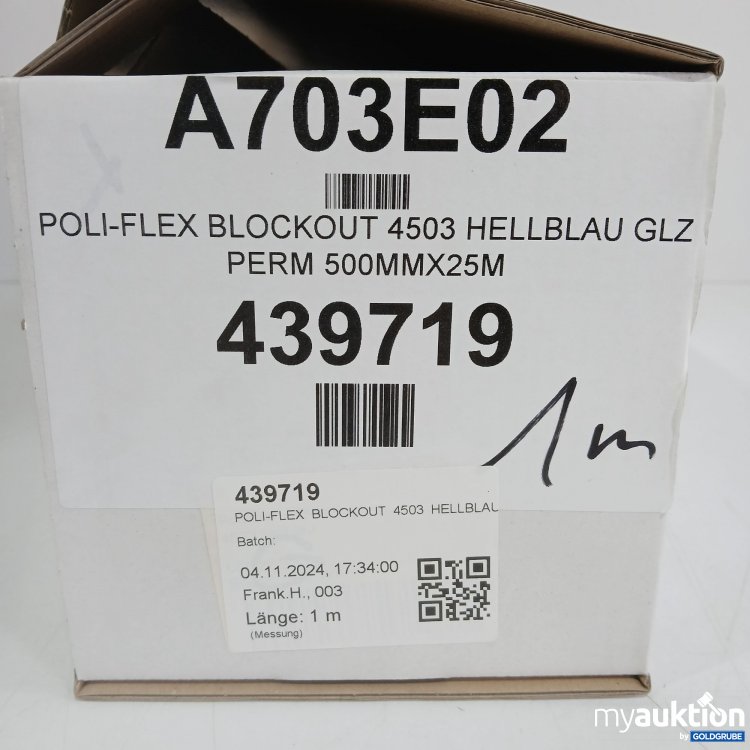 A703E02
POLI-FLEX BLOCKOUT 4503 HELLBLAU GLZ
PERM 500MMX25M
439719
1 m
439719
POLI-FLEX BLOCKOUT 4503 HELLBLAU
Batch:
04.11.2024, 17:34:00
Frank.H., 003
Länge: 1 m
(Messung)
myauktion
by GOLDGRUBE